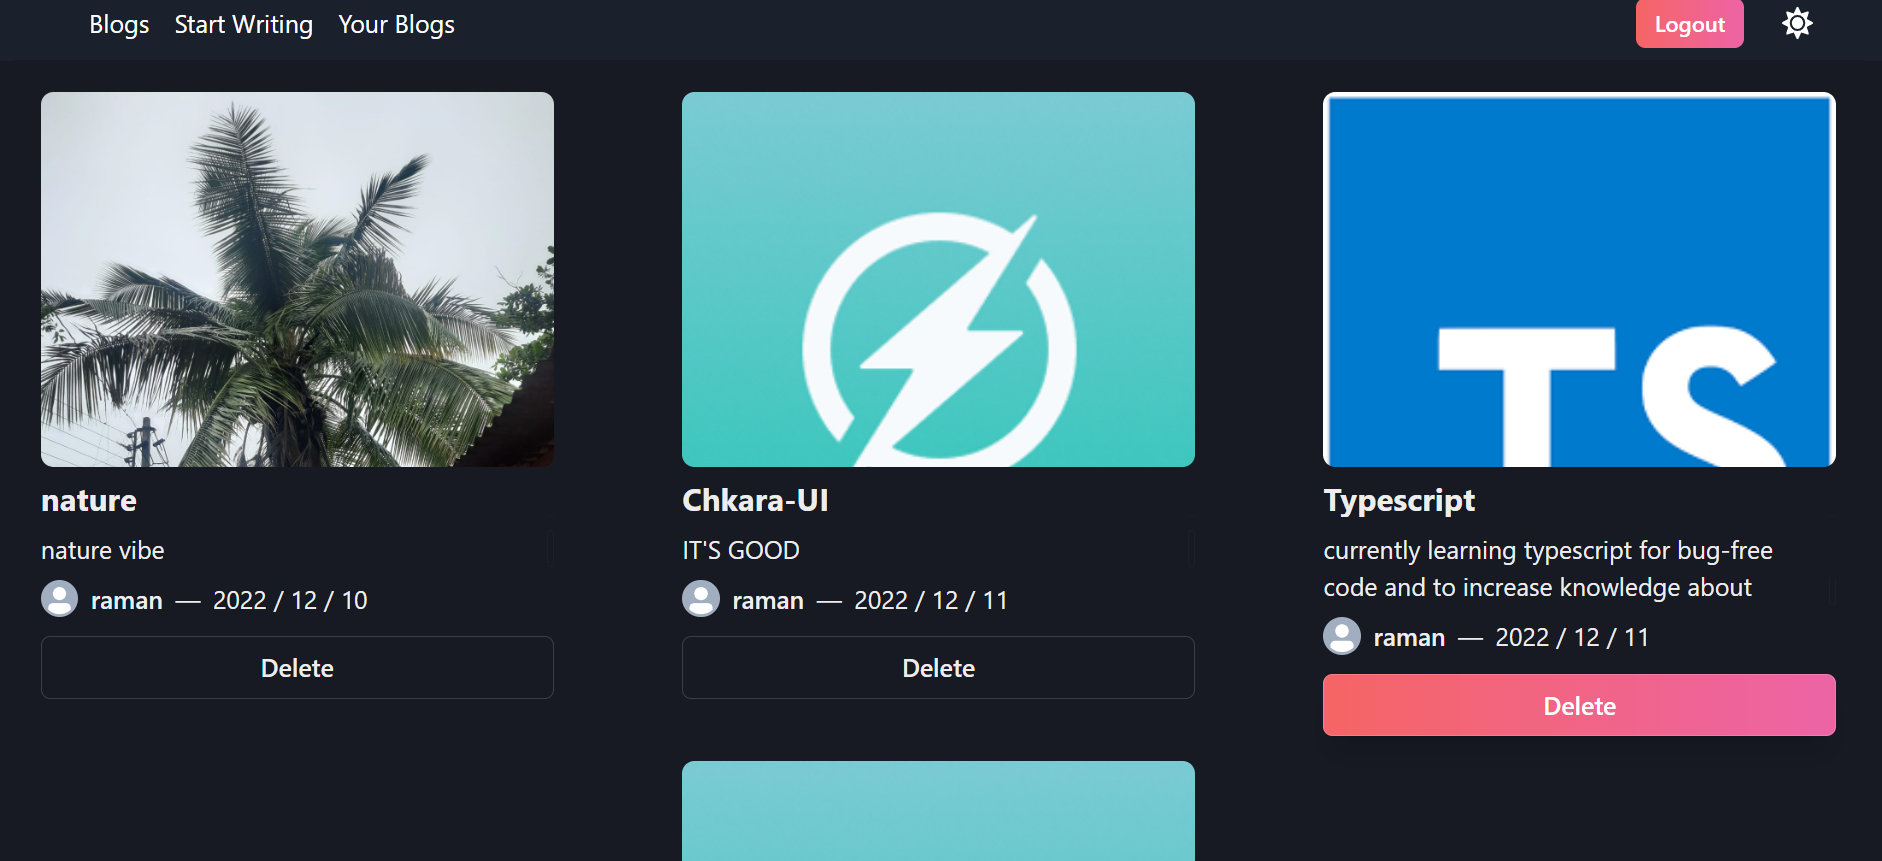 Blogs Start Writing Your Blogs Logout
TS
nature
nature vibe
raman — 2022 / 12 / 10
Delete
Chkara-UI
IT'S GOOD
raman — 2022 / 12 / 11
Delete
Typescript
currently learning typescript for bug-free
code and to increase knowledge about
raman — 2022 / 12 / 11
Delete